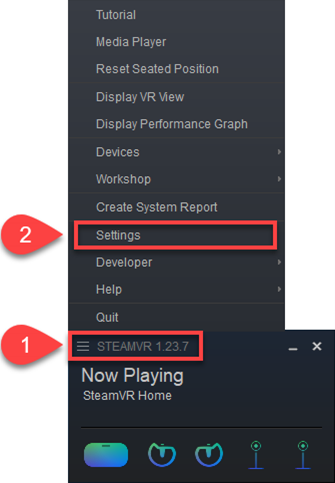 Tutorial
Media Player
Reset Seated Position
Display VR View
Display Performance Graph
Devices
Workshop
Create System Report
2
Settings
Developer
Help
Quit
1
STEAMVR 1.23.7
Now Playing
SteamVR Home